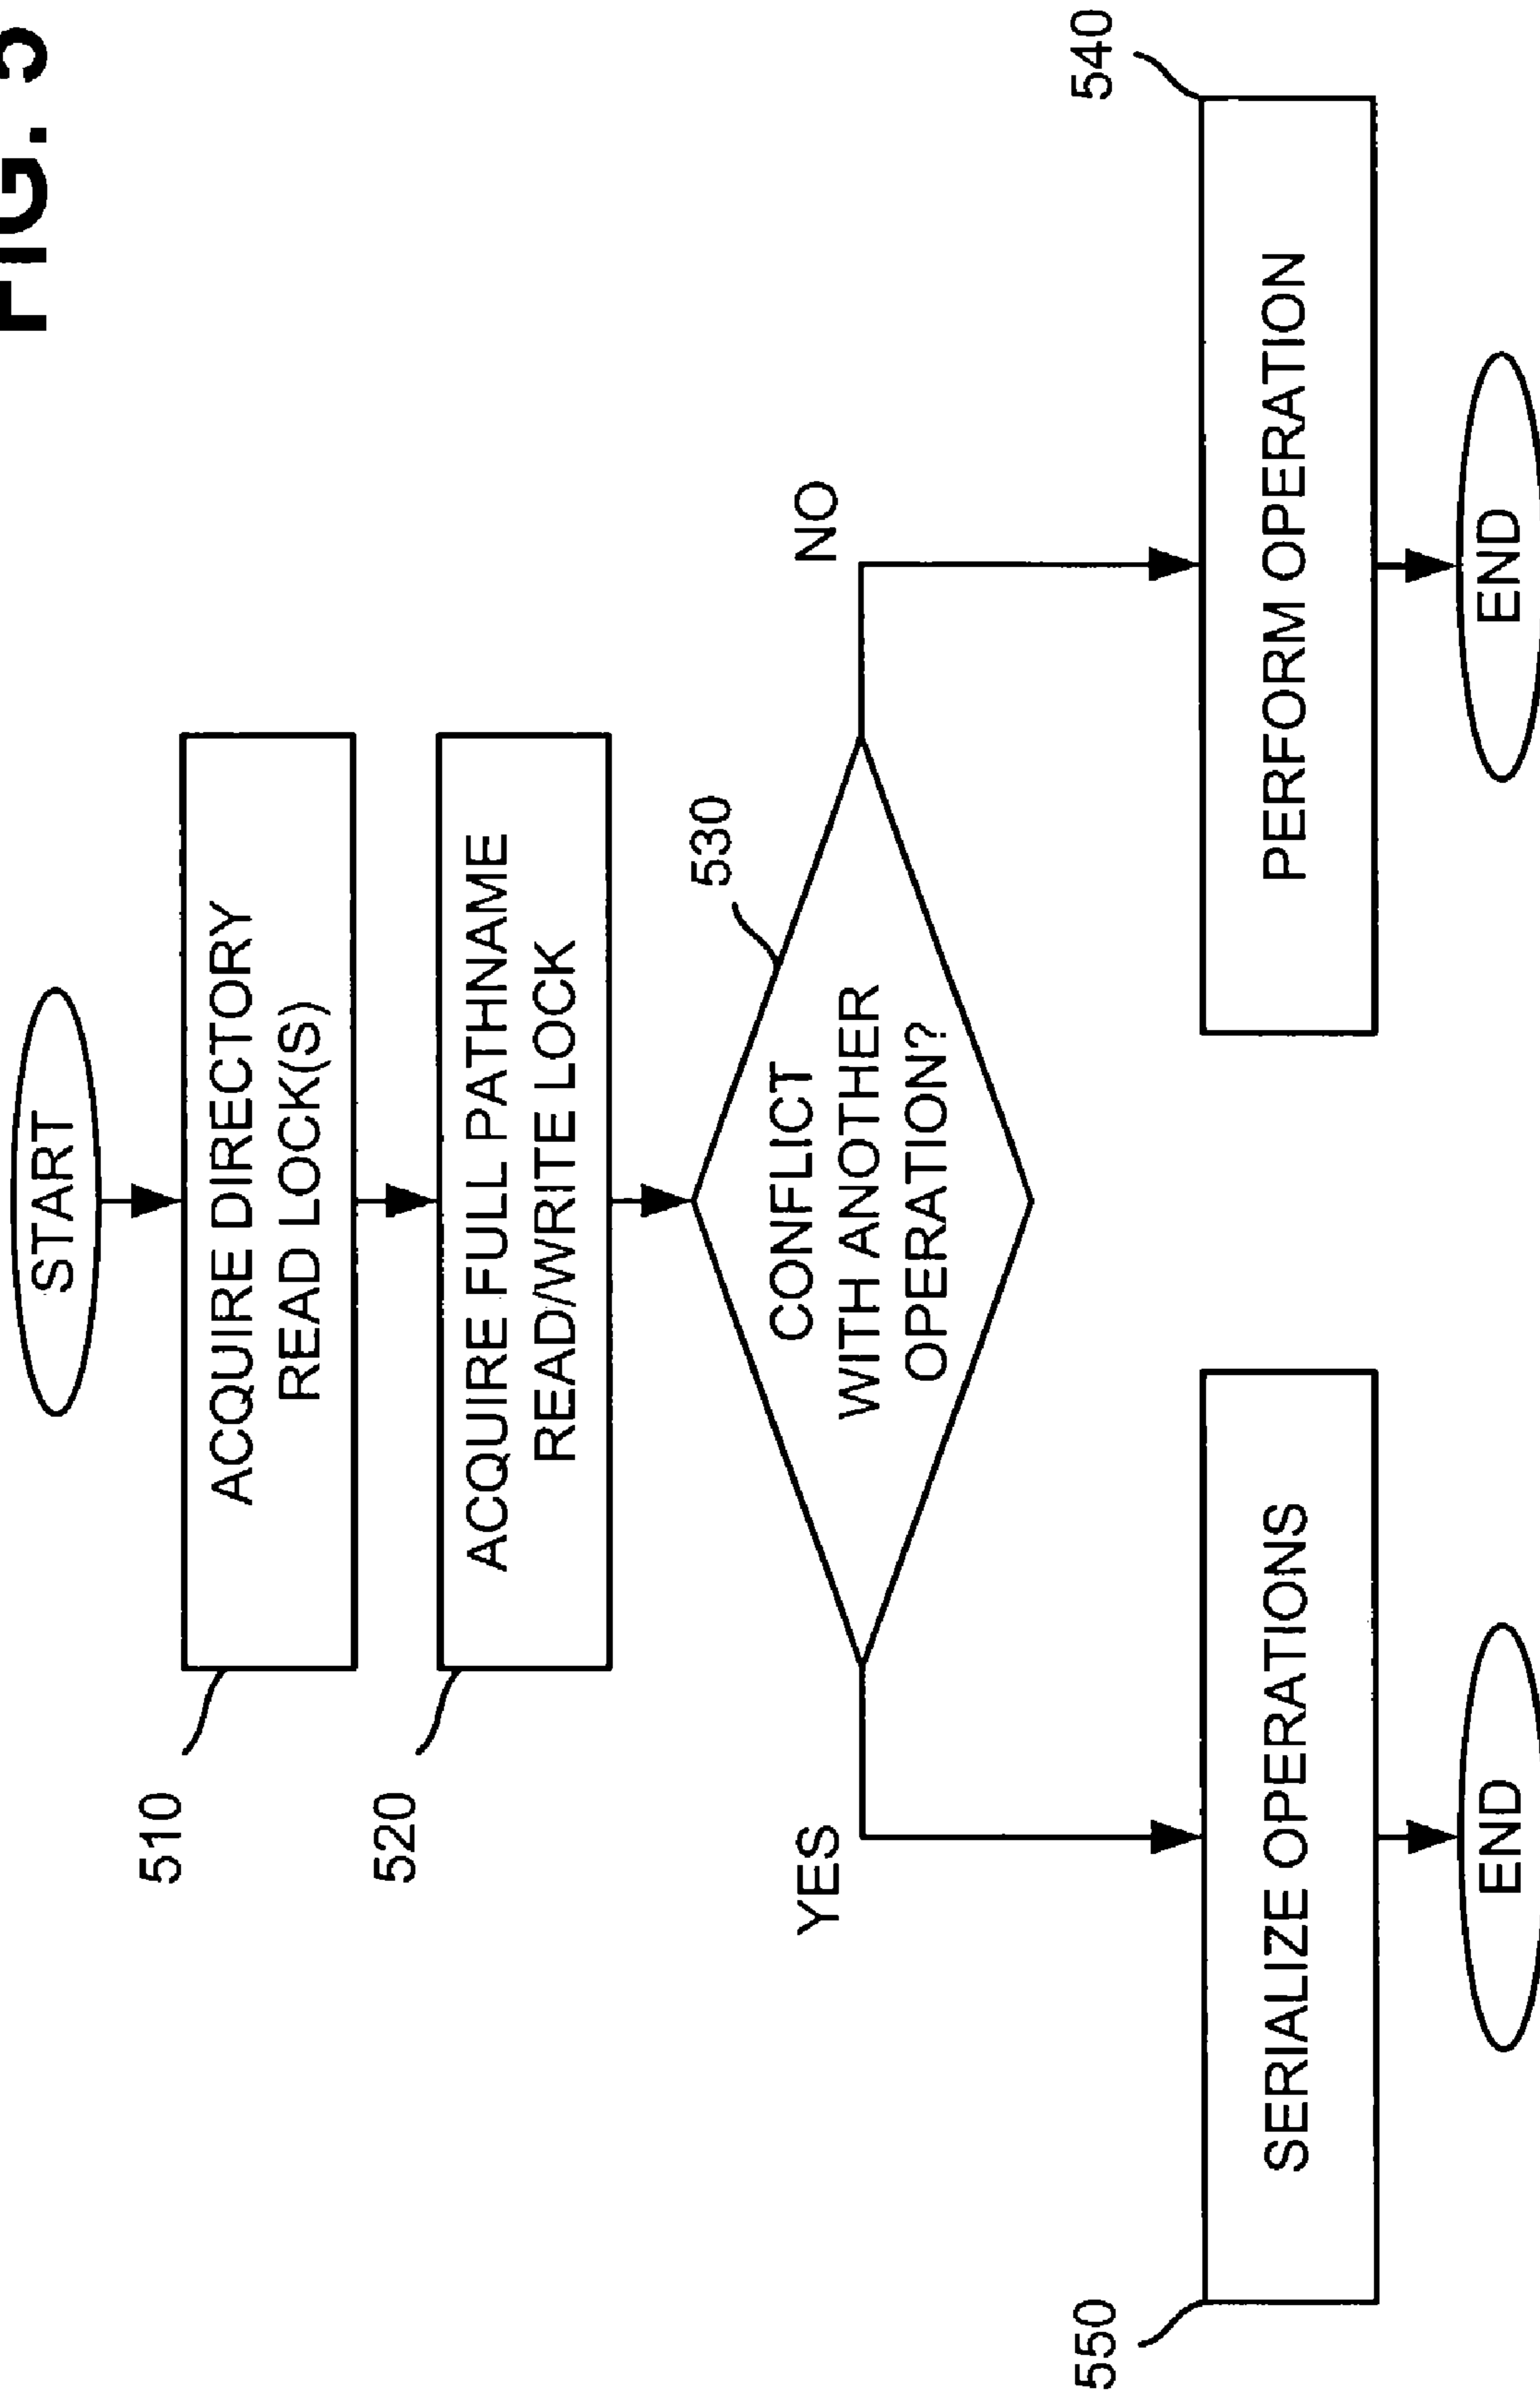 FIG. 5
START
510
ACQUIRE DIRECTORY
READ LOCK(S)
520
ACQUIRE FULL PATHNAME
READ/WRITE LOCK
530
CONFLICT
WITH ANOTHER
OPERATION?
YES
NO
550
SERIALIZE OPERATIONS
540
PERFORM OPERATION
END
END